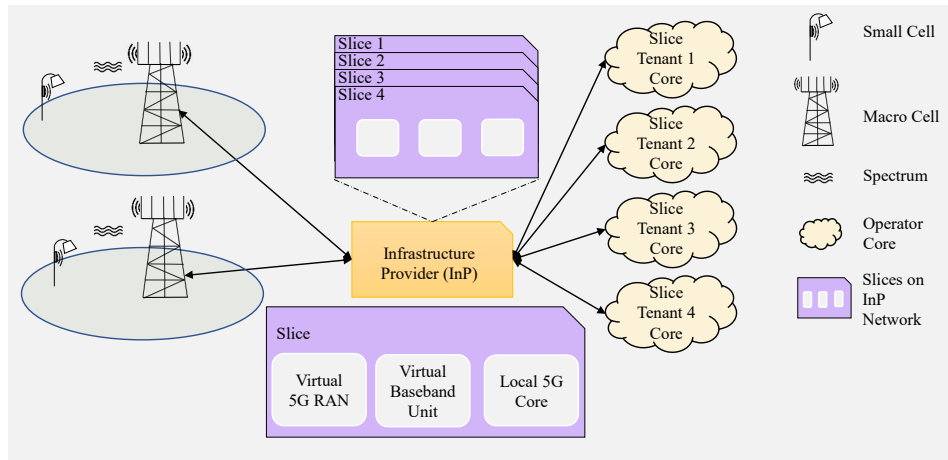 Slice 1
Slice 2
Slice 3
Slice 4
Slice
Tenant 1
Core
Slice
Tenant 2
Core
Slice
Tenant 3
Core
Slice
Tenant 4
Core
Infrastructure
Provider (InP)
Slice
Virtual
5G RAN
Virtual
Baseband
Unit
Local 5G
Core
Small Cell
Macro Cell
Spectrum
Operator
Core
Slices on
InP
Network